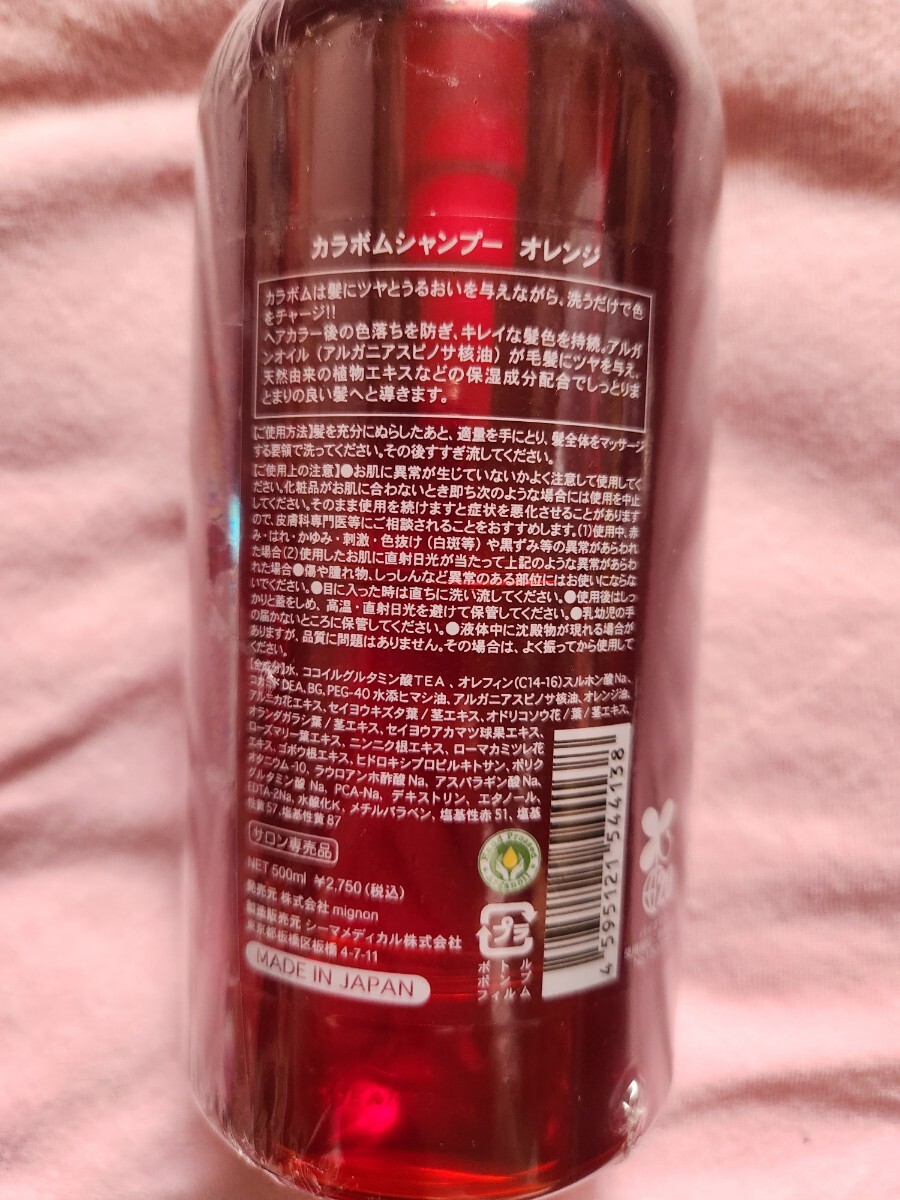 カラボムシャンプー オレンジ
カラボムは髪にツヤとうるおいを与えながら、洗うだけで色
をチャージ!!
ヘアカラー後の色落ちを防ぎ、キレイな髪色を持続。アルガ
ンオイル（アルガニアスピノサ核油）が毛髪にツヤを与え、
天然由来の植物エキスなどの保湿成分配合でしっとりま
とまりの良い髪へと導きます。
【ご使用方法】髪を充分にぬらしたあと、適量を手にとり、髪全体をマッサージ
する要領で洗ってください。その後すすぎ流してください。
【ご使用上の注意】●お肌に異常が生じていないかよく注意して使用してく
ださい。化粧品がお肌に合わないとき即ち次のような場合には使用を中止
してください。そのまま使用を続けますと症状を悪化させることがあります
ので、皮膚科専門医等にご相談されることをおすすめします。(1)使用中、赤
み・はれ・かゆみ・刺激・色抜け（白斑等）や黒ずみ等の異常があらわれ
た場合(2)使用したお肌に直射日光が当たって上記のような異常があらわ
れた場合●傷や腫れ物、しっしんなど異常のある部位にはお使いにならな
いでください。●目に入った時は直ちに洗い流してください。●使用後はしっ
かりと蓋をしめ、高温・直射日光を避けて保管してください。●乳幼児の手
の届かないところに保管してください。●液体中に沈殿物が現れる場合が
ありますが、品質に問題はありません。その場合は、よく振ってから使用して
ください。
【全成分】水、ココイルグルタミン酸TEA、オレフィン(C14-16)スルホン酸Na、
コカミドDEA、BG、PEG-40水添ヒマシ油、アルガニアスピノサ核油、オレンジ油、
アルニカ花エキス、セイヨウキズタ葉/茎エキス、オドリコソウ花/葉/茎エキス、
オランダガラシ葉/茎エキス、セイヨウアカマツ球果エキス、
ローズマリー葉エキス、ニンニク根エキス、ローマカミツレ花
エキス、ゴボウ根エキス、ヒドロキシプロピルキトサン、ポリク
オタニウム-10、ラウロアンホ酢酸Na、アスパラギン酸Na、
グルタミン酸Na、PCA-Na、デキストリン、エタノール、
EDTA-2Na、水酸化K、メチルパラベン、塩基性赤51、塩基
性黄57、塩基性黄87
サロン専売品
NET 500ml ¥2,750(税込)
発売元 株式会社mignon
製造販売元 シーマメディカル株式会社
東京都板橋区板橋4-7-11
MADE IN JAPAN
プラ
ボトル
ポンプ
フィルム
4 595121 544138